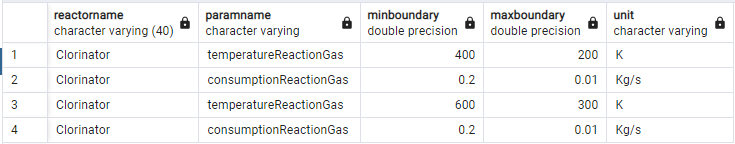 reactorname paramname minboundary maxboundary unit
character varying (40) character varying double precision double precision character varying
1 Clorinator temperatureReactionGas 400 200 K
2 Clorinator consumptionReactionGas 0.2 0.01 Kg/s
3 Clorinator temperatureReactionGas 600 300 K
4 Clorinator consumptionReactionGas 0.2 0.01 Kg/s